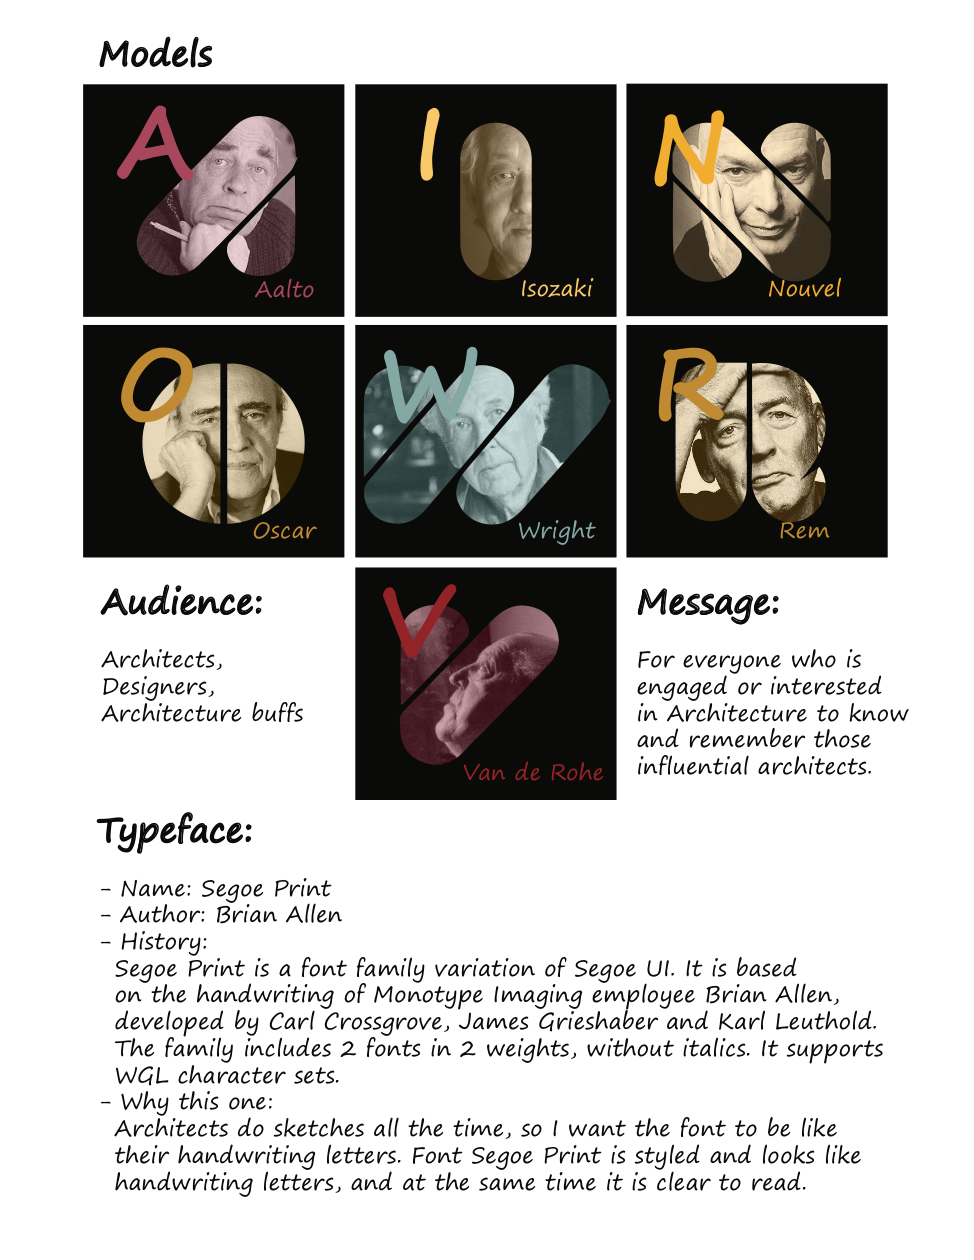 Models
A
Aalto
I
Isozaki
N
Nouvel
O
Oscar
W
Wright
R
Rem
V
Van de Rohe
Audience:
Architects,
Designers,
Architecture buffs
Message:
For everyone who is
engaged or interested
in Architecture to know
and remember those
influential architects.
Typeface:
- Name: Segoe Print
- Author: Brian Allen
- History:
Segoe Print is a font family variation of Segoe UI. It is based
on the handwriting of Monotype Imaging employee Brian Allen,
developed by Carl Crossgrove, James Grieshaber and Karl Leuthold.
The family includes 2 fonts in 2 weights, without italics. It supports
WGL character sets.
- Why this one:
Architects do sketches all the time, so I want the font to be like
their handwriting letters. Font Segoe Print is styled and looks like
handwriting letters, and at the same time it is clear to read.